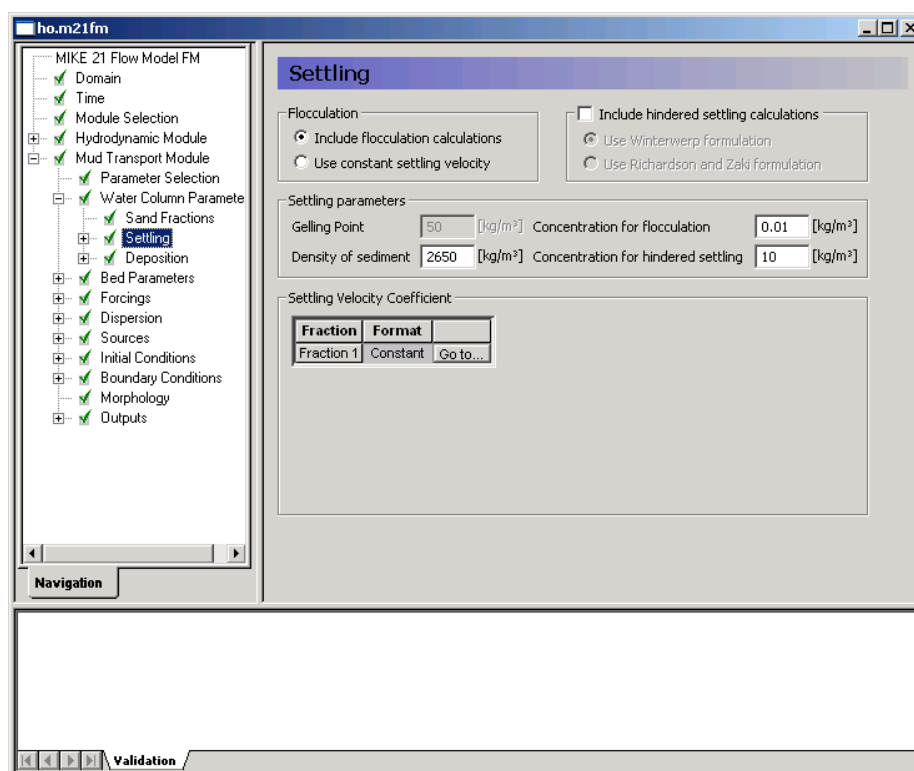 ho.m21fm
MIKE 21 Flow Model FM
Domain
Time
Module Selection
Hydrodynamic Module
Mud Transport Module
Parameter Selection
Water Column Paramete
Sand Fractions
Settling
Deposition
Bed Parameters
Forcings
Dispersion
Sources
Initial Conditions
Boundary Conditions
Morphology
Outputs
Navigation
Settling
Flocculation
Include flocculation calculations
Use constant settling velocity
Include hindered settling calculations
Use Winterwerp formulation
Use Richardson and Zaki formulation
Settling parameters
Gelling Point 50 [kg/m³] Concentration for flocculation 0.01 [kg/m³]
Density of sediment 2650 [kg/m³] Concentration for hindered settling 10 [kg/m³]
Settling Velocity Coefficient
Fraction Format
Fraction 1 Constant Go to...
Validation